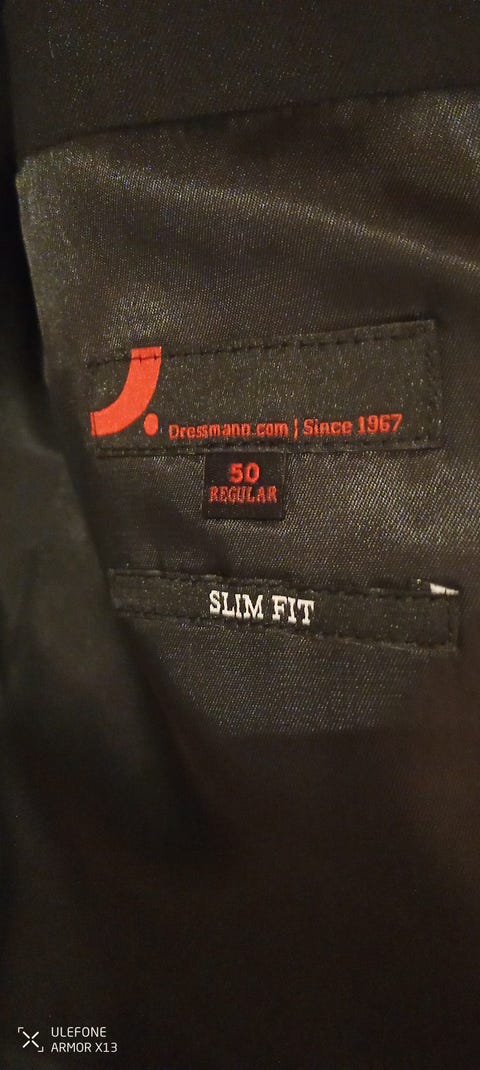 Dressmann.com | Since 1967
50
REGULAR
SLIM FIT
ULEFONE
ARMOR X13